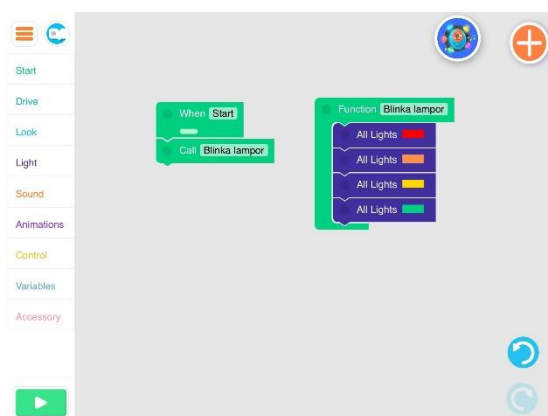 Start
Drive
Look
Light
Sound
Animations
Control
Variables
Accessory
When Start
Call Blinka lampor
Function Blinka lampor
All Lights
All Lights
All Lights
All Lights